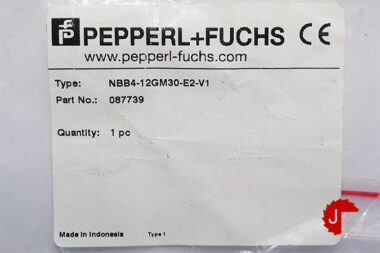 PEPPERL+FUCHS CE
www.pepperl-fuchs.com
Type: NBB4-12GM30-E2-V1
Part No.: 087739
Quantity: 1 pc
Made in Indonesia Type 1
J